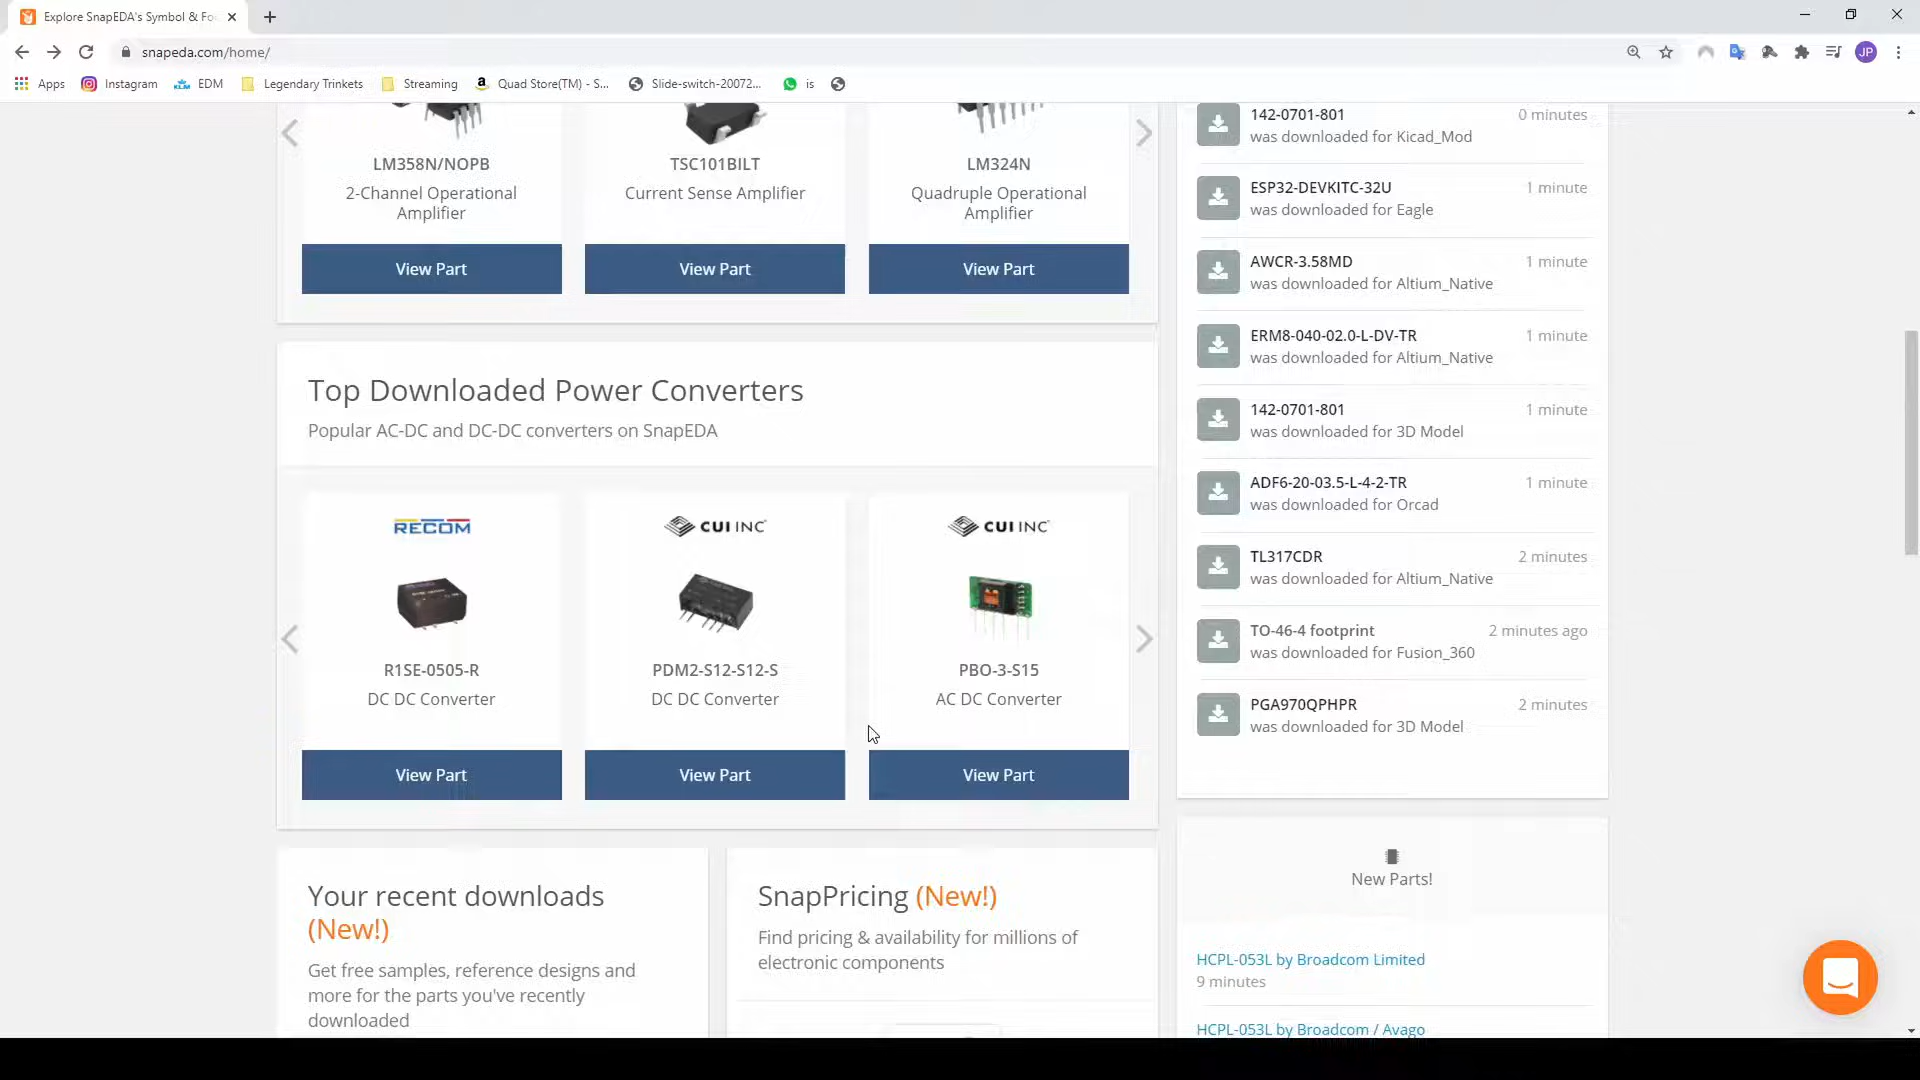 Explore SnapEDA's Symbol & Fo
snapeda.com/home/
JP
Apps
Instagram
EDM
Legendary Trinkets
Streaming
Quad Store(TM) - S...
Slide-switch-20072...
is
LM358N/NOPB
2-Channel Operational
Amplifier
View Part
TSC101BILT
Current Sense Amplifier
View Part
LM324N
Quadruple Operational
Amplifier
View Part
Top Downloaded Power Converters
Popular AC-DC and DC-DC converters on SnapEDA
RECOM
R1SE-0505-R
DC DC Converter
View Part
CUI INC
PDM2-S12-S12-S
DC DC Converter
View Part
CUI INC
PBO-3-S15
AC DC Converter
View Part
Your recent downloads
(New!)
Get free samples, reference designs and
more for the parts you've recently
downloaded
SnapPricing (New!)
Find pricing & availability for millions of
electronic components
142-0701-801 0 minutes
was downloaded for Kicad_Mod
ESP32-DEVKITC-32U 1 minute
was downloaded for Eagle
AWCR-3.58MD 1 minute
was downloaded for Altium_Native
ERM8-040-02.0-L-DV-TR 1 minute
was downloaded for Altium_Native
142-0701-801 1 minute
was downloaded for 3D Model
ADF6-20-03.5-L-4-2-TR 1 minute
was downloaded for Orcad
TL317CDR 2 minutes
was downloaded for Altium_Native
TO-46-4 footprint 2 minutes ago
was downloaded for Fusion_360
PGA970QPHPR 2 minutes
was downloaded for 3D Model
New Parts!
HCPL-053L by Broadcom Limited
9 minutes
HCPL-053L by Broadcom / Avago